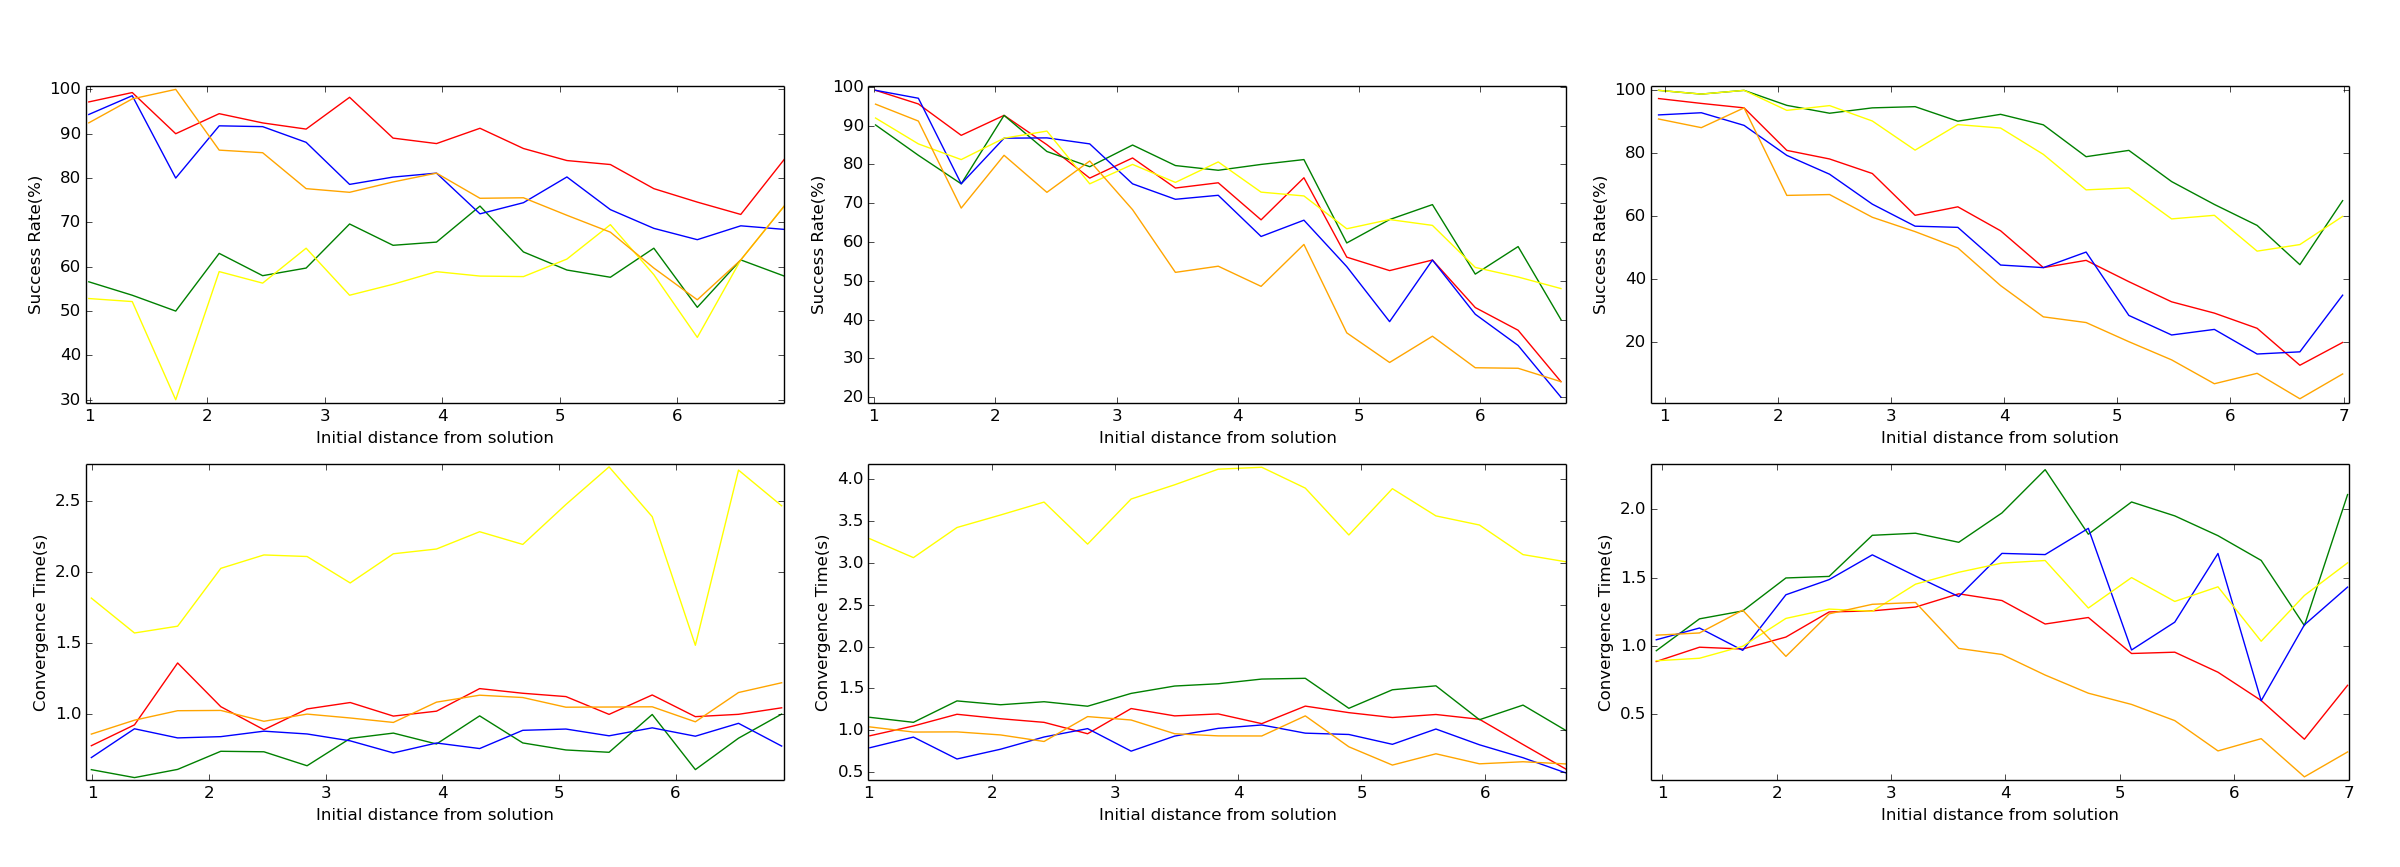 100
90
80
70
60
50
40
30
Success Rate(%)
1 2 3 4 5 6
Initial distance from solution
100
90
80
70
60
50
40
30
20
Success Rate(%)
1 2 3 4 5 6
Initial distance from solution
100
80
60
40
20
Success Rate(%)
1 2 3 4 5 6 7
Initial distance from solution
2.5
2.0
1.5
1.0
Convergence Time(s)
1 2 3 4 5 6
Initial distance from solution
4.0
3.5
3.0
2.5
2.0
1.5
1.0
0.5
Convergence Time(s)
1 2 3 4 5 6
Initial distance from solution
2.0
1.5
1.0
0.5
Convergence Time(s)
1 2 3 4 5 6 7
Initial distance from solution